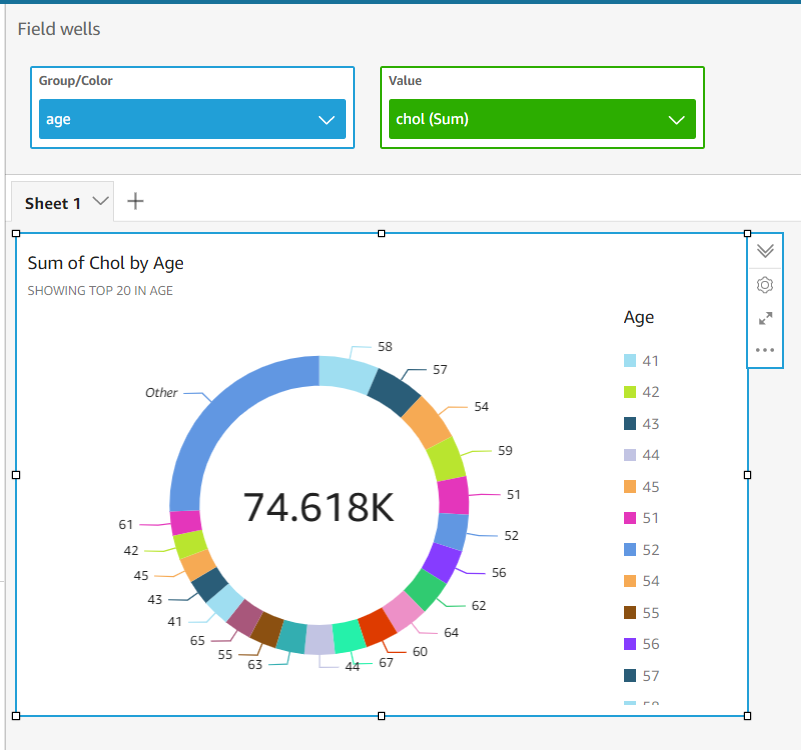 Field wells
Group/Color
Value
age
chol (Sum)
Sheet 1
Sum of Chol by Age
SHOWING TOP 20 IN AGE
Age
58
57
54
59
51
52
56
62
64
60
67
44
63
55
65
41
43
45
42
61
Other
74.618K
41
42
43
44
45
51
52
54
55
56
57
58